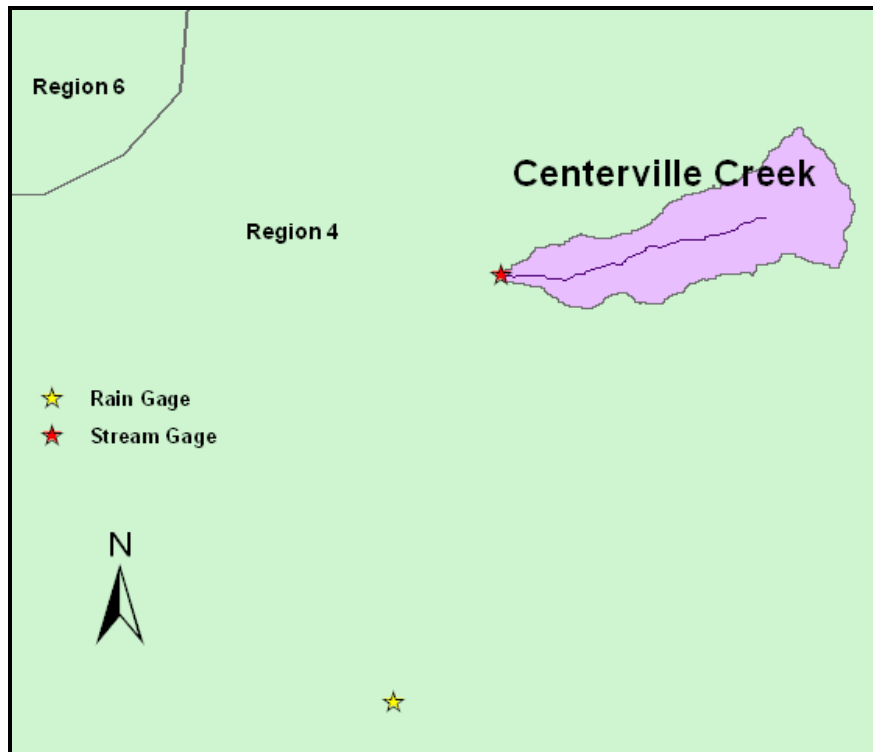 Region 6
Centerville Creek
Region 4
Rain Gage
Stream Gage
N